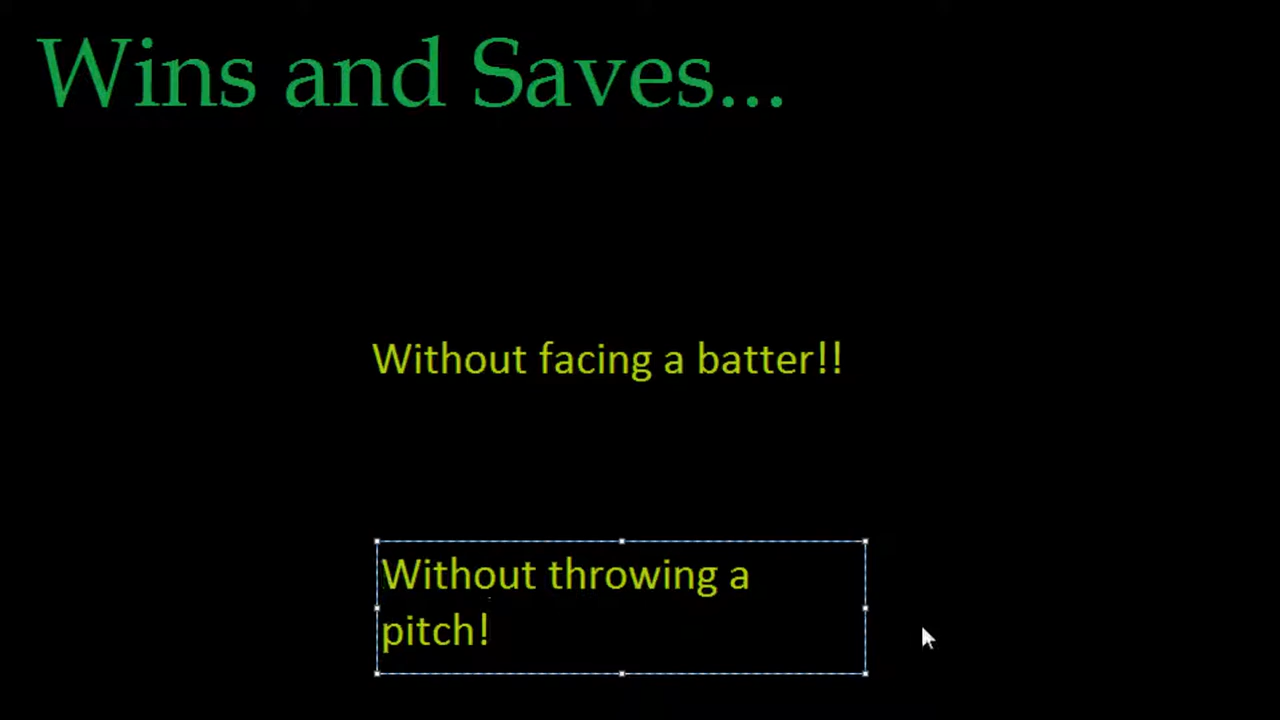 Wins and Saves...
Without facing a batter!!
Without throwing a
pitch!